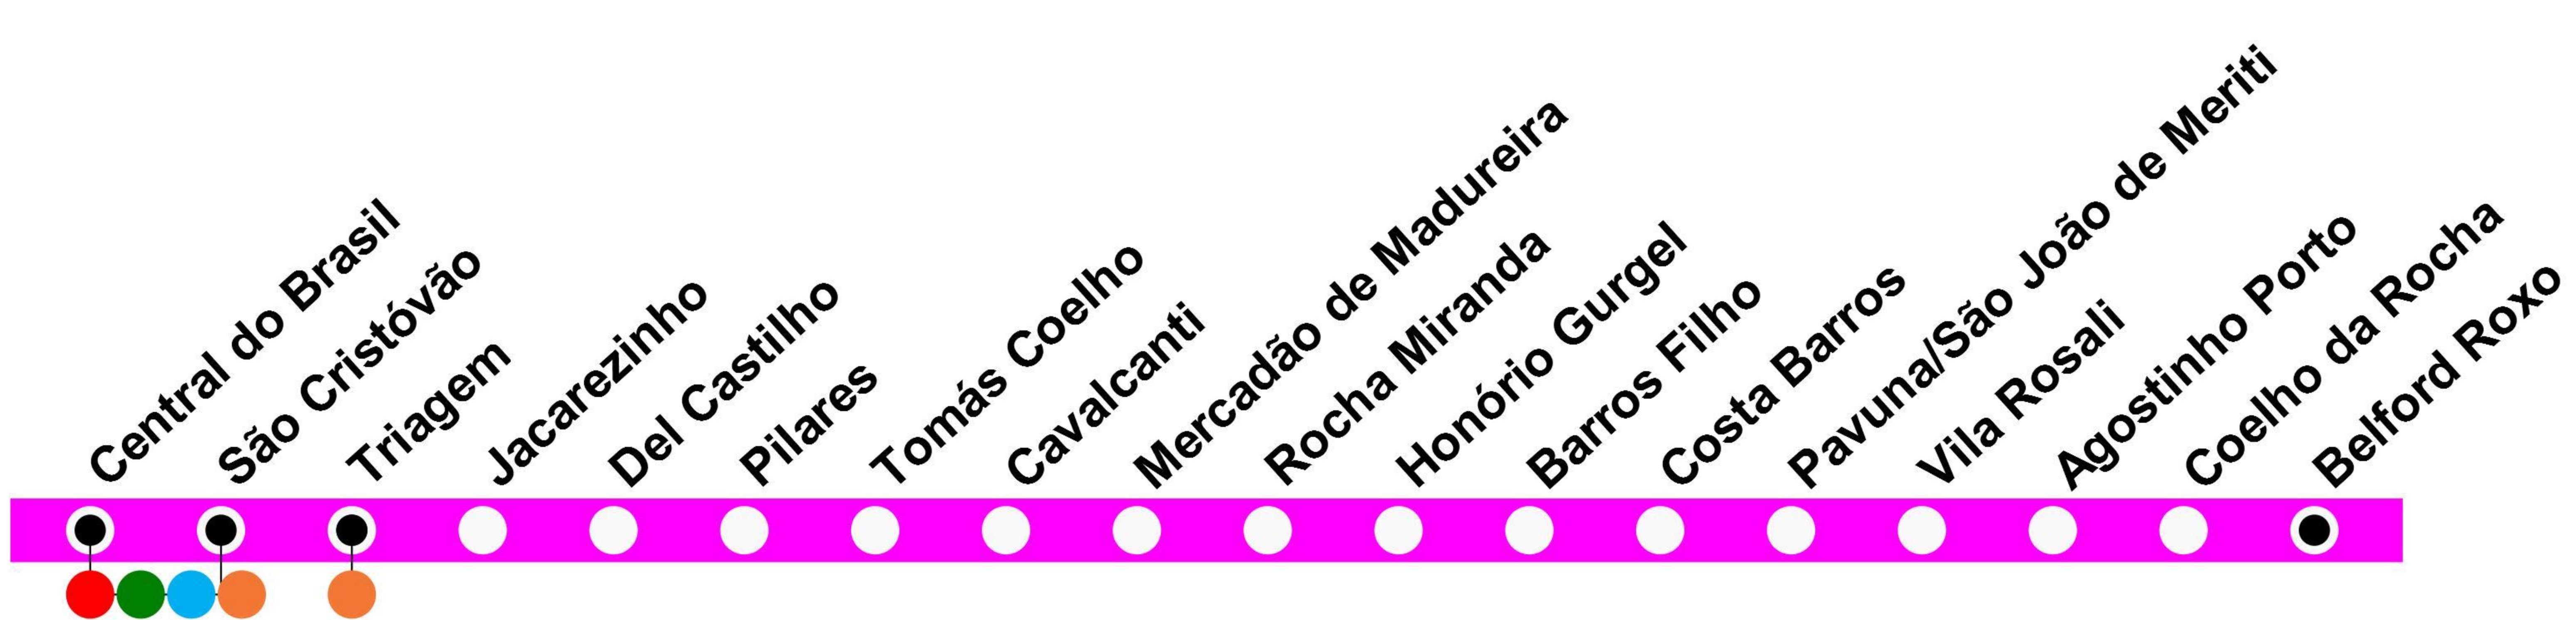 Central do Brasil
São Cristóvão
Triagem
Jacarezinho
Del Castilho
Pilares
Tomás Coelho
Cavalcanti
Mercadão de Madureira
Rocha Miranda
Honório Gurgel
Barros Filho
Costa Barros
Pavuna/São João de Meriti
Vila Rosali
Agostinho Porto
Coelho da Rocha
Belford Roxo